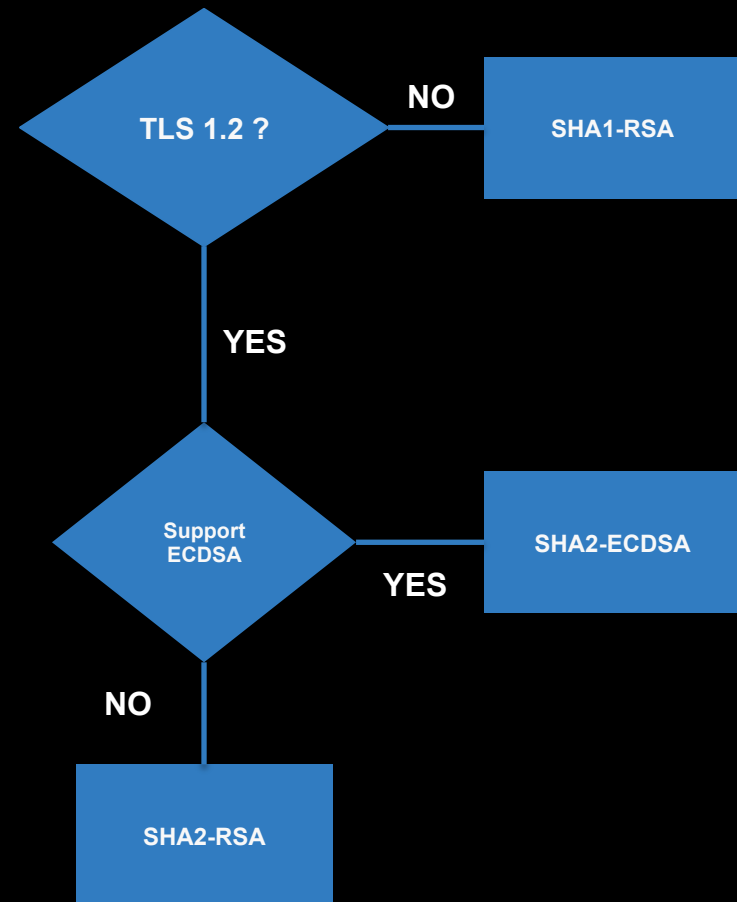 TLS 1.2 ?
NO
SHA1-RSA
YES
Support
ECDSA
YES
SHA2-ECDSA
NO
SHA2-RSA